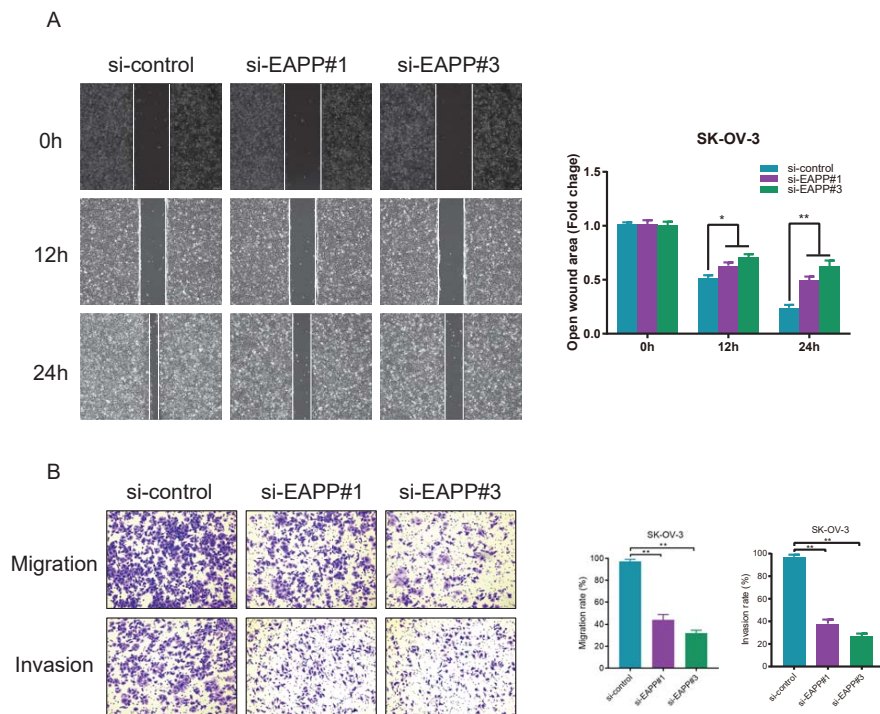 A
si-control si-EAPP#1 si-EAPP#3
0h
12h
24h
SK-OV-3
Open wound area (Fold chage)
1.5
1.0
0.5
0.0
si-control
si-EAPP#1
si-EAPP#3
*
**
0h 12h 24h
B
si-control si-EAPP#1 si-EAPP#3
Migration
Invasion
SK-OV-3
Migration rate (%)
100
80
60
40
20
0
**
**
si-control si-EAPP#1 si-EAPP#3
SK-OV-3
Invasion rate (%)
100
80
60
40
20
0
**
**
si-control si-EAPP#1 si-EAPP#3